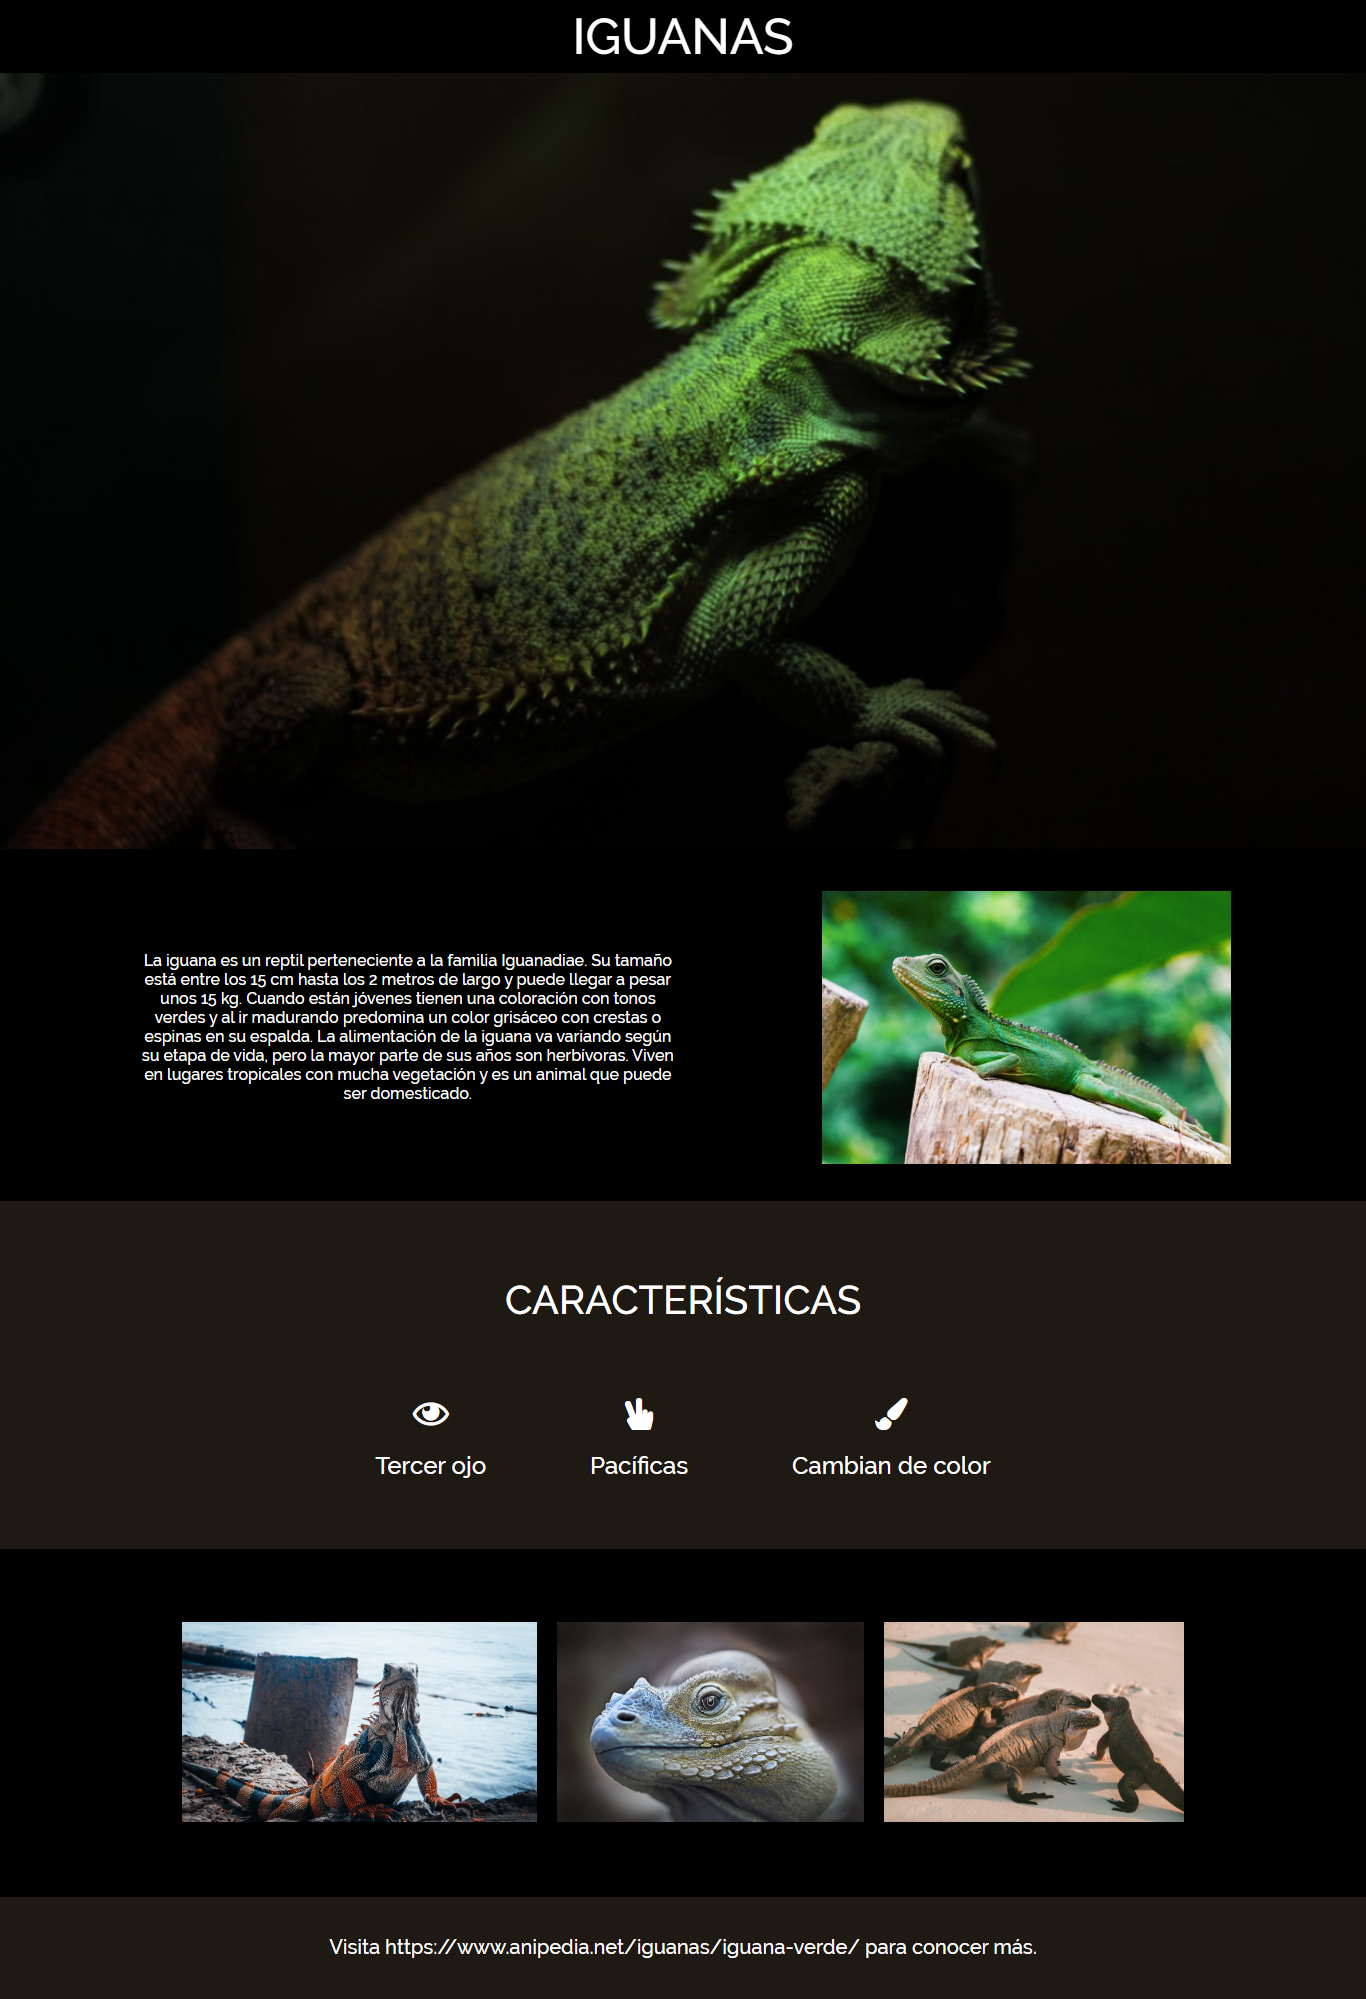 IGUANAS
La iguana es un reptil perteneciente a la familia Iguanadiae. Su tamaño
está entre los 15 cm hasta los 2 metros de largo y puede llegar a pesar
unos 15 kg. Cuando están jóvenes tienen una coloración con tonos
verdes y al ir madurando predomina un color grisáceo con crestas o
espinas en su espalda. La alimentación de la iguana va variando según
su etapa de vida, pero la mayor parte de sus años son herbívoras. Viven
en lugares tropicales con mucha vegetación y es un animal que puede
ser domesticado.
CARACTERÍSTICAS
Tercer ojo
Pacíficas
Cambian de color
Visita https://www.anipedia.net/iguanas/iguana-verde/ para conocer más.